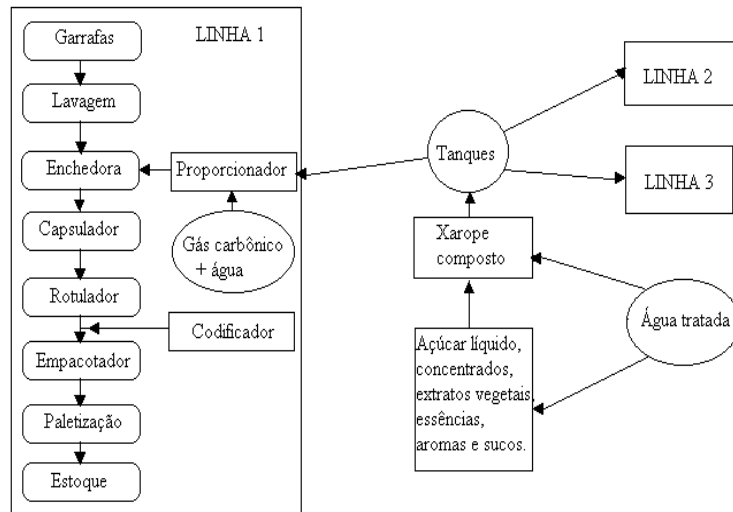 LINHA 1
Garrafas
Lavagem
Enchedora
Proporcionador
Capsulador
Gás carbônico
+ água
Rotulador
Codificador
Empacotador
Paletização
Estoque
Tanques
LINHA 2
LINHA 3
Xarope
composto
Água tratada
Açúcar líquido,
concentrados,
extratos vegetais,
essências,
aromas e sucos.